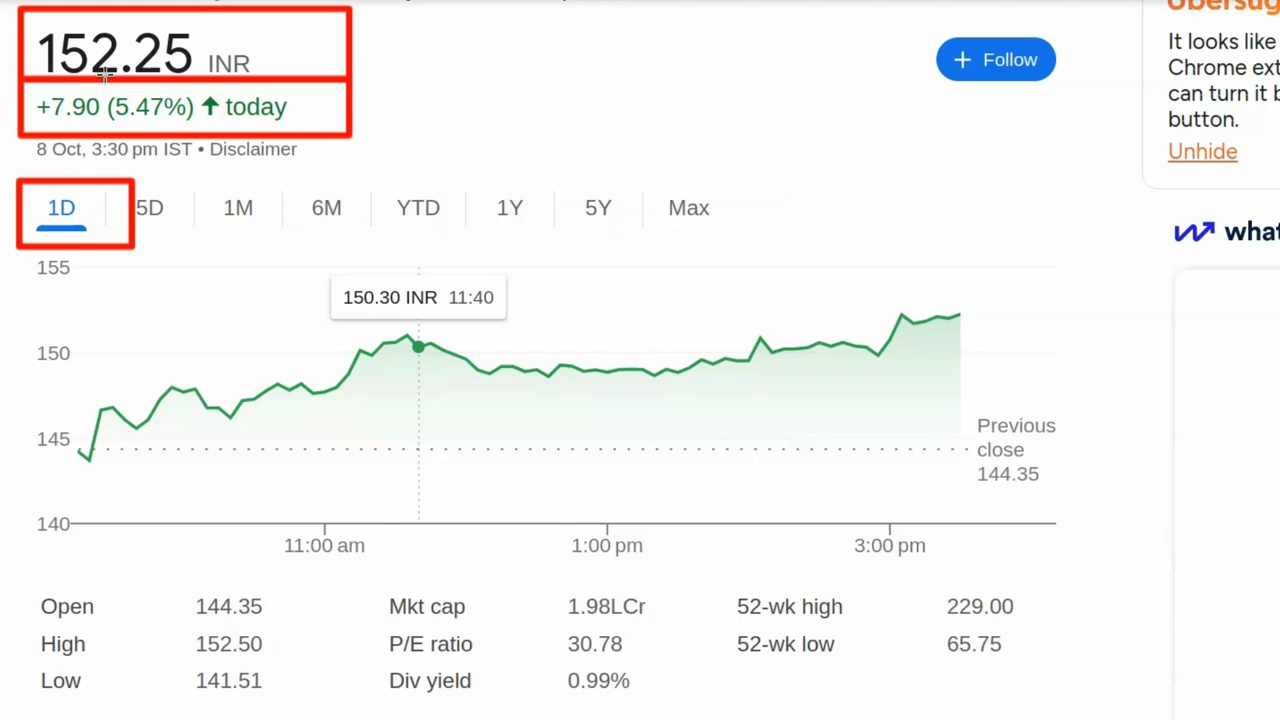 152.25 INR
+ Follow
+7.90 (5.47%) ↑ today
8 Oct, 3:30 pm IST • Disclaimer
1D 5D 1M 6M YTD 1Y 5Y Max
155
150.30 INR 11:40
150
145
140
Previous
close
144.35
11:00 am 1:00 pm 3:00 pm
Open 144.35 Mkt cap 1.98LCr 52-wk high 229.00
High 152.50 P/E ratio 30.78 52-wk low 65.75
Low 141.51 Div yield 0.99%
It looks like
Chrome ext
can turn it b
button.
Unhide
what